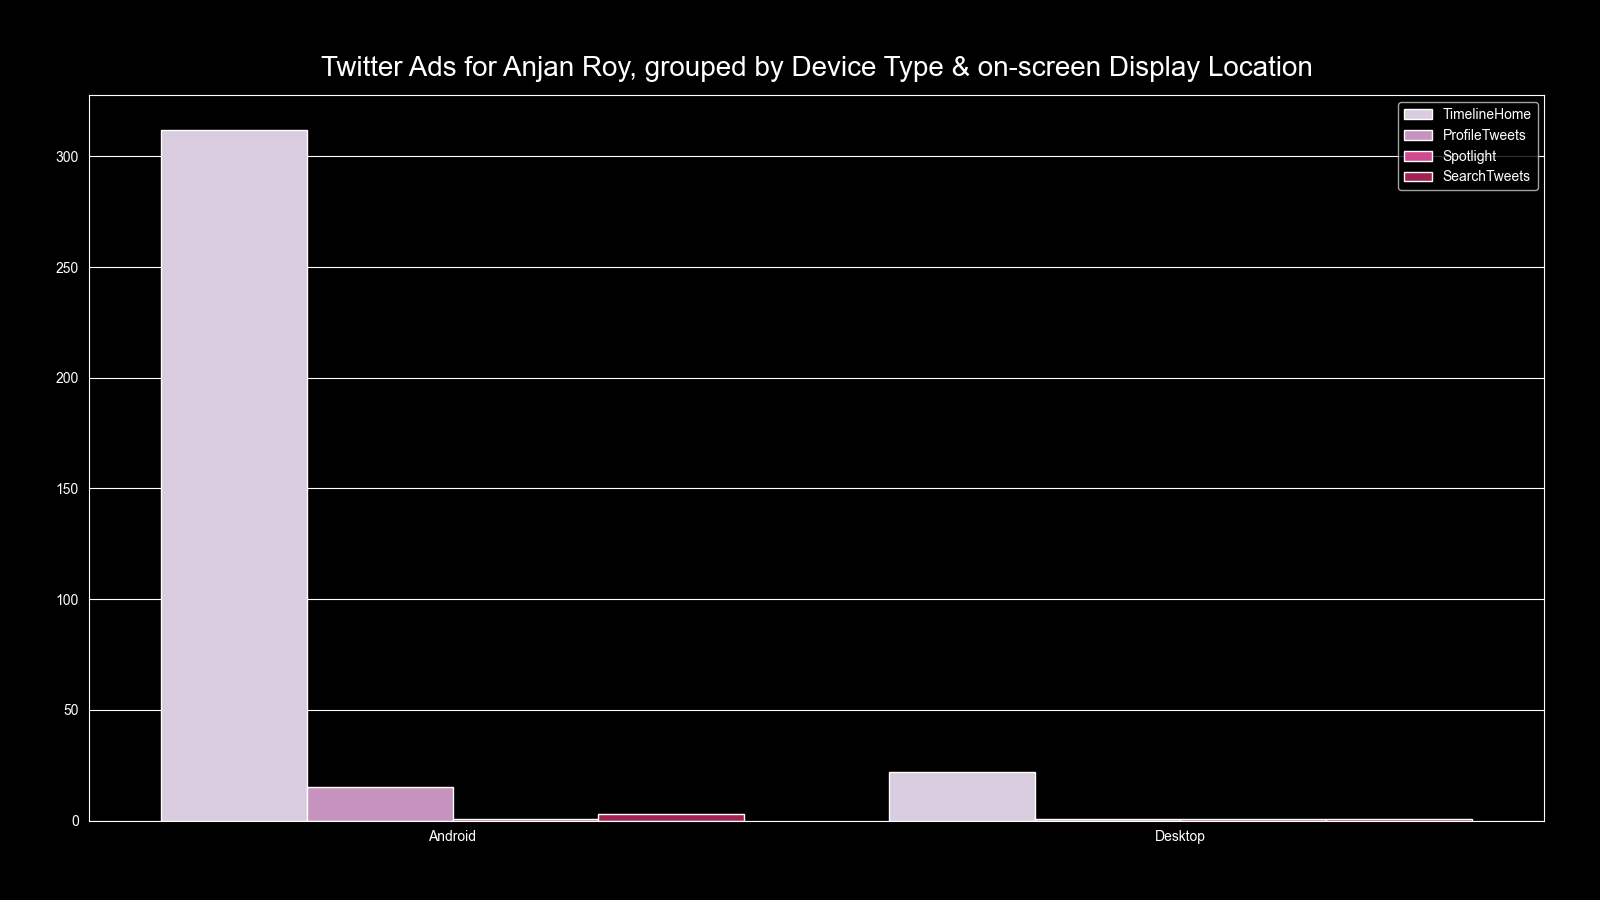 Twitter Ads for Anjan Roy, grouped by Device Type & on-screen Display Location
TimelineHome
ProfileTweets
Spotlight
SearchTweets
300
250
200
150
100
50
0
Android
Desktop